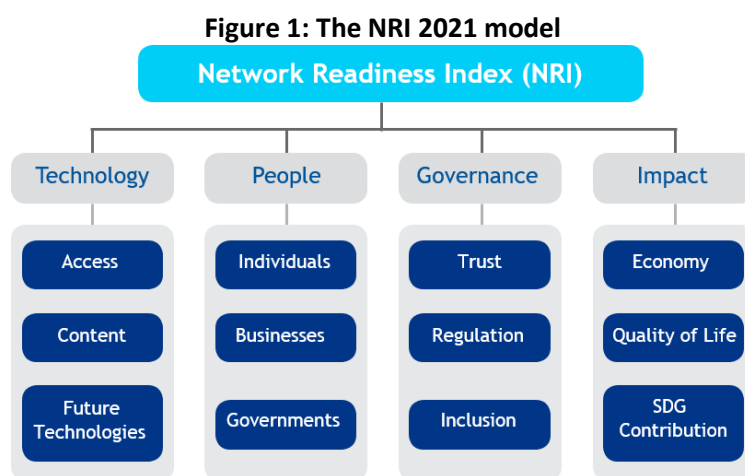 Figure 1: The NRI 2021 model
Network Readiness Index (NRI)
Technology
Access
Content
Future
Technologies
People
Individuals
Businesses
Governments
Governance
Trust
Regulation
Inclusion
Impact
Economy
Quality of Life
SDG
Contribution